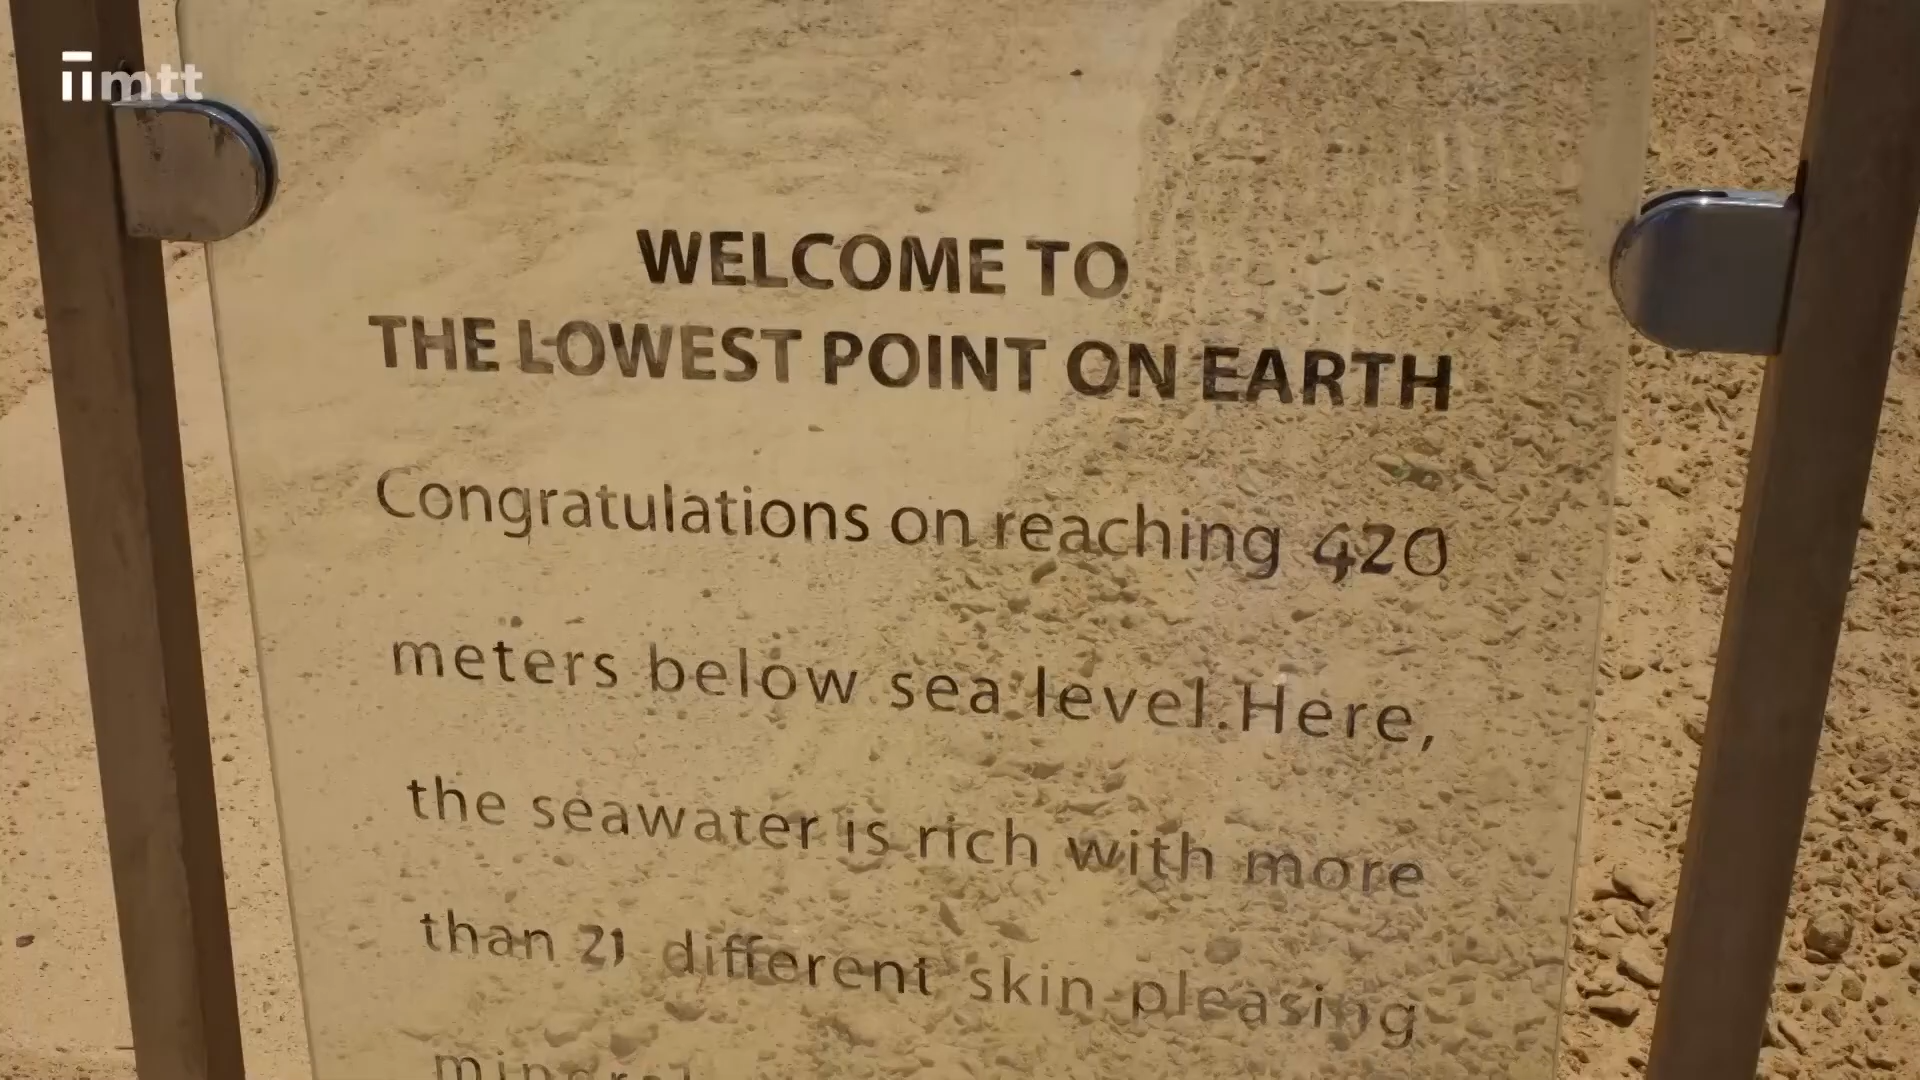 īīmtt
WELCOME TO
THE LOWEST POINT ON EARTH
Congratulations on reaching 420
meters below sea level.Here,
the seawater is rich with more
than 21 different skin-pleasing